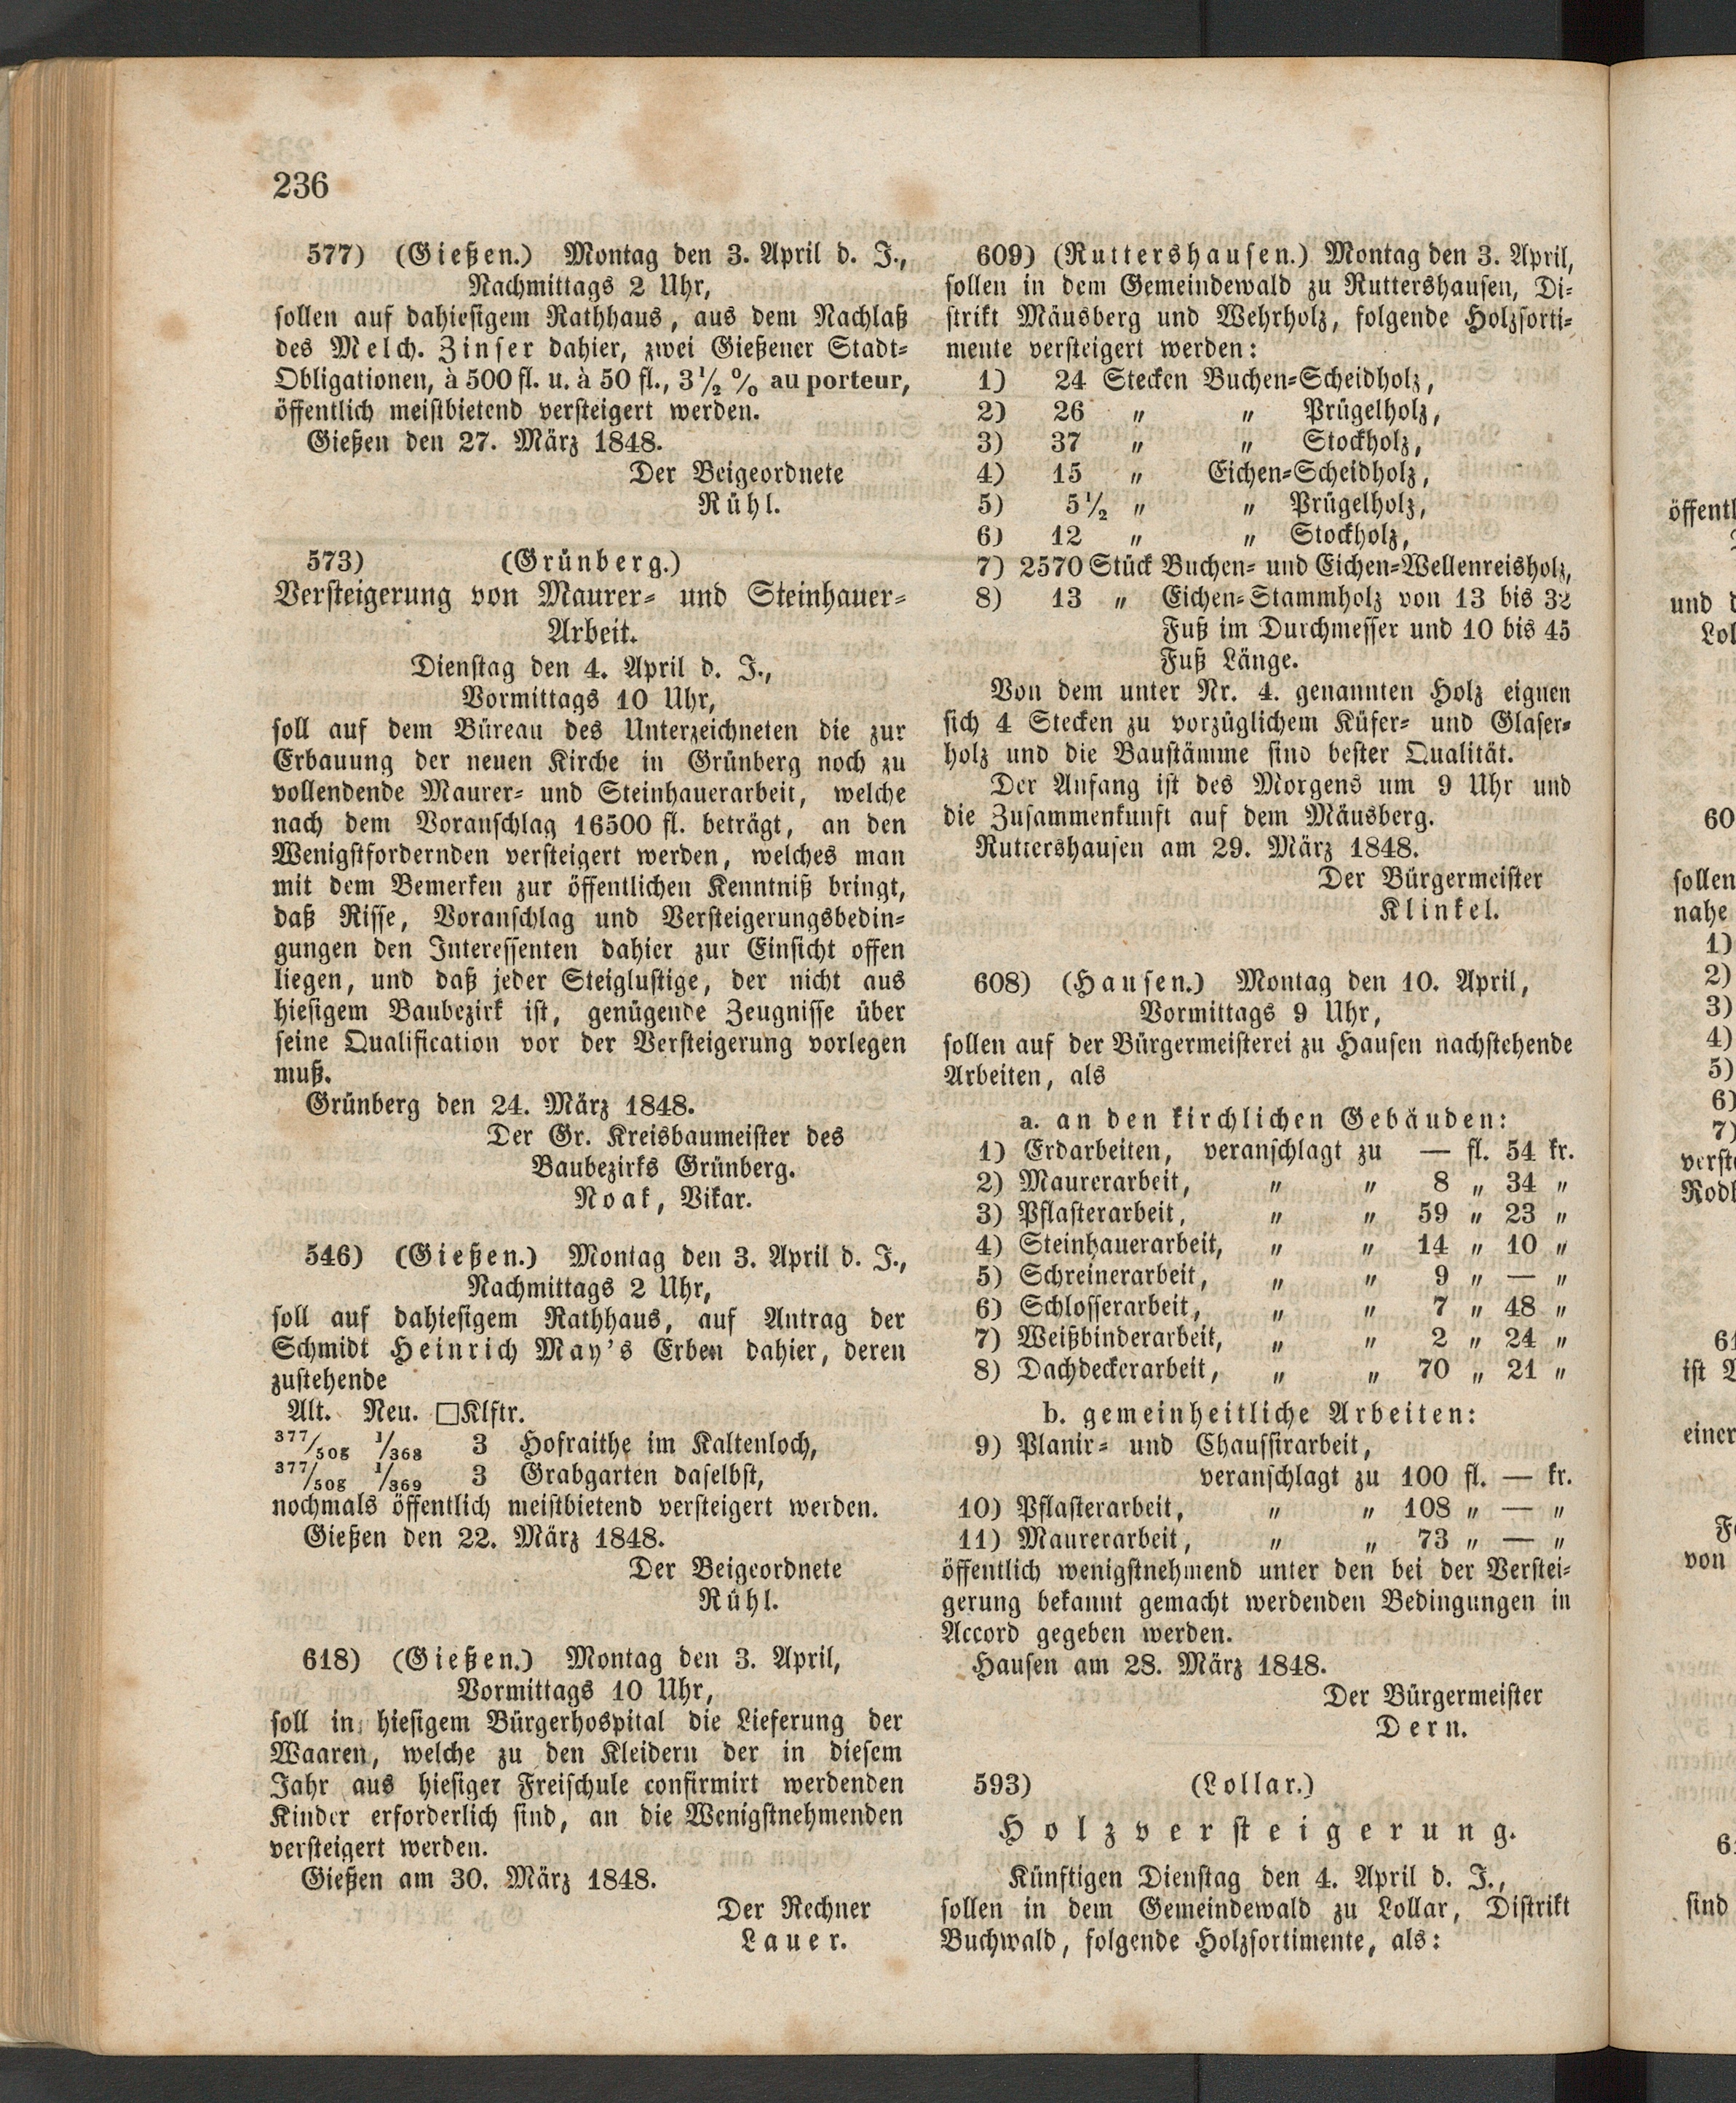 236
577) (Gießen.) Montag den 3. April d. J.,
Nachmittags 2 Uhr,
sollen auf dahiesigem Rathhaus, aus dem Nachlaß
des Melch. Zinser dahier, zwei Gießener Stadt-
Obligationen, à 500 fl. u. à 50 fl., 3½ % au porteur,
öffentlich meistbietend versteigert werden.
Gießen den 27. März 1848.
Der Beigeordnete
Rühl.
573) (Grünberg.)
Versteigerung von Maurer- und Steinhauer-
Arbeit.
Dienstag den 4. April d. J.,
Vormittags 10 Uhr,
soll auf dem Büreau des Unterzeichneten die zur
Erbauung der neuen Kirche in Grünberg noch zu
vollendende Maurer- und Steinhauerarbeit, welche
nach dem Voranschlag 16500 fl. beträgt, an den
Wenigstfordernden versteigert werden, welches man
mit dem Bemerken zur öffentlichen Kenntniß bringt,
daß Risse, Voranschlag und Versteigerungsbedin-
gungen den Interessenten dahier zur Einsicht offen
liegen, und daß jeder Steiglustige, der nicht aus
hiesigem Baubezirk ist, genügende Zeugnisse über
seine Qualification vor der Versteigerung vorlegen
muß.
Grünberg den 24. März 1848.
Der Gr. Kreisbaumeister des
Baubezirks Grünberg.
Noak, Vikar.
546) (Gießen.) Montag den 3. April d. J.,
Nachmittags 2 Uhr,
soll auf dahiesigem Rathhaus, auf Antrag der
Schmidt Heinrich May's Erben dahier, deren
zustehende
Alt. Neu. □Klftr.
377/508 1/368 3 Hofraithe im Kaltenloch,
377/508 1/369 3 Grabgarten daselbst,
nochmals öffentlich meistbietend versteigert werden.
Gießen den 22. März 1848.
Der Beigeordnete
Rühl.
618) (Gießen.) Montag den 3. April,
Vormittags 10 Uhr,
soll in hiesigem Bürgerhospital die Lieferung der
Waaren, welche zu den Kleidern der in diesem
Jahr aus hiesiger Freischule confirmirt werdenden
Kinder erforderlich sind, an die Wenigstnehmenden
versteigert werden.
Gießen am 30. März 1848.
Der Rechner
Lauer.
609) (Ruttershausen.) Montag den 3. April,
sollen in dem Gemeindewald zu Ruttershausen, Di-
strikt Mäusberg und Wehrholz, folgende Holzsorti-
mente versteigert werden:
1) 24 Stecken Buchen-Scheidholz,
2) 26 " " Prügelholz,
3) 37 " " Stockholz,
4) 15 " Eichen-Scheidholz,
5) 5½ " " Prügelholz,
6) 12 " " Stockholz,
7) 2570 Stück Buchen- und Eichen-Wellenreisholz,
8) 13 " Eichen-Stammholz von 13 bis 32
Fuß im Durchmesser und 10 bis 45
Fuß Länge.
Von dem unter Nr. 4. genannten Holz eignen
sich 4 Stecken zu vorzüglichem Küfer- und Glaser-
holz und die Baustämme sind bester Qualität.
Der Anfang ist des Morgens um 9 Uhr und
die Zusammenkunft auf dem Mäusberg.
Ruttershausen am 29. März 1848.
Der Bürgermeister
Klinkel.
608) (Hausen.) Montag den 10. April,
Vormittags 9 Uhr,
sollen auf der Bürgermeisterei zu Hausen nachstehende
Arbeiten, als
a. an den kirchlichen Gebäuden:
1) Erdarbeiten, veranschlagt zu — fl. 54 kr.
2) Maurerarbeit, " " 8 " 34 "
3) Pflasterarbeit, " " 59 " 23 "
4) Steinhauerarbeit, " " 14 " 10 "
5) Schreinerarbeit, " " 9 " — "
6) Schlosserarbeit, " " 7 " 48 "
7) Weißbinderarbeit, " " 2 " 24 "
8) Dachdeckerarbeit, " " 70 " 21 "
b. gemeinheitliche Arbeiten:
9) Planir- und Chaussirarbeit,
veranschlagt zu 100 fl. — kr.
10) Pflasterarbeit, " " 108 " — "
11) Maurerarbeit, " " 73 " — "
öffentlich wenigstnehmend unter den bei der Verstei-
gerung bekannt gemacht werdenden Bedingungen in
Accord gegeben werden.
Hausen am 28. März 1848.
Der Bürgermeister
Dern.
593) (Lollar.)
Holzversteigerung.
Künftigen Dienstag den 4. April d. J.,
sollen in dem Gemeindewald zu Lollar, Distrikt
Buchwald, folgende Holzsortimente, als: